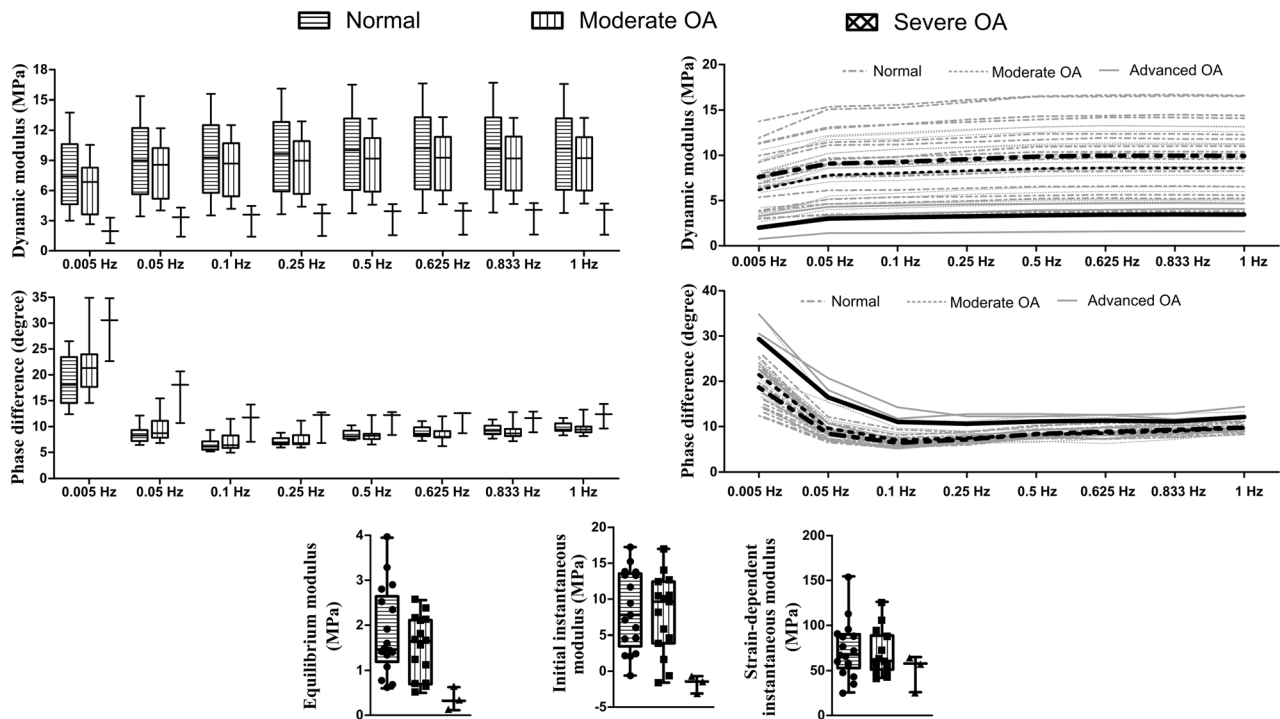 Normal
Moderate OA
Severe OA
Dynamic modulus (MPa)
18
15
12
9
6
3
0
0.005 Hz
0.05 Hz
0.1 Hz
0.25 Hz
0.5 Hz
0.625 Hz
0.833 Hz
1 Hz
Dynamic modulus (MPa)
20
15
10
5
0
Normal
Moderate OA
Advanced OA
0.005 Hz
0.05 Hz
0.1 Hz
0.25 Hz
0.5 Hz
0.625 Hz
0.833 Hz
1 Hz
Phase difference (degree)
35
30
25
20
15
10
5
0
0.005 Hz
0.05 Hz
0.1 Hz
0.25 Hz
0.5 Hz
0.625 Hz
0.833 Hz
1 Hz
Phase difference (degree)
40
30
20
10
0
Normal
Moderate OA
Advanced OA
0.005 Hz
0.05 Hz
0.1 Hz
0.25 Hz
0.5 Hz
0.625 Hz
0.833 Hz
1 Hz
Equilibrium modulus
(MPa)
4
3
2
1
0
Initial instantaneous
modulus (MPa)
20
15
10
5
0
-5
Strain-dependent
instantaneous modulus
(MPa)
200
150
100
50
0